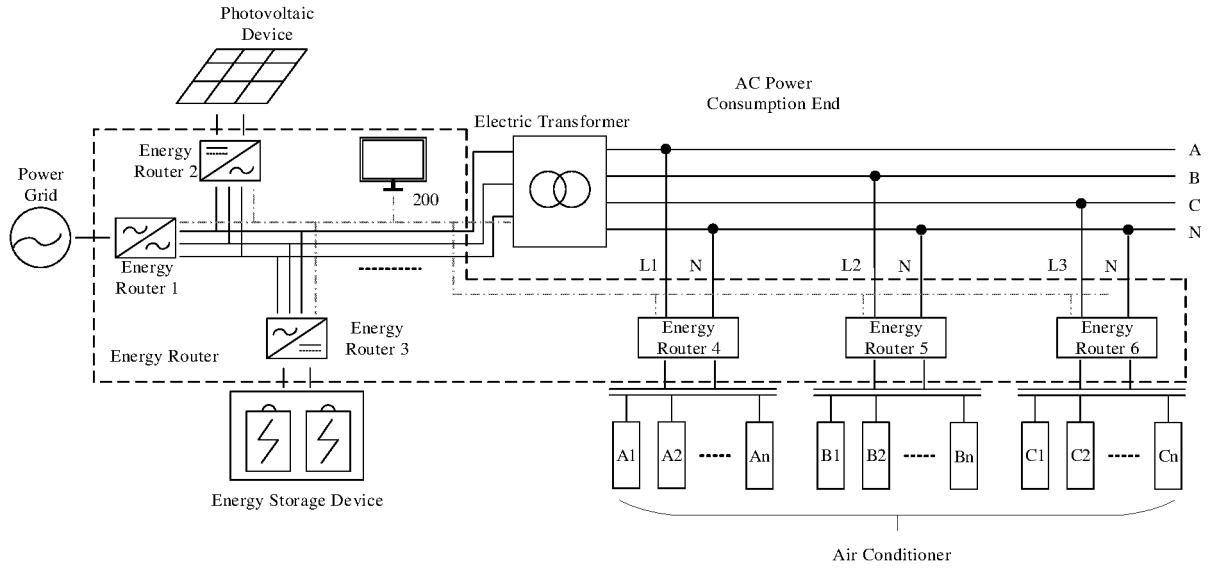 Photovoltaic
Device
AC Power
Consumption End
Electric Transformer
Energy
Router 2
200
Power
Grid
A
B
C
N
Energy
Router 1
L1
N
L2
N
L3
N
Energy
Router 3
Energy Router
Energy
Router 4
Energy
Router 5
Energy
Router 6
A1
A2
An
B1
B2
Bn
C1
C2
Cn
Energy Storage Device
Air Conditioner